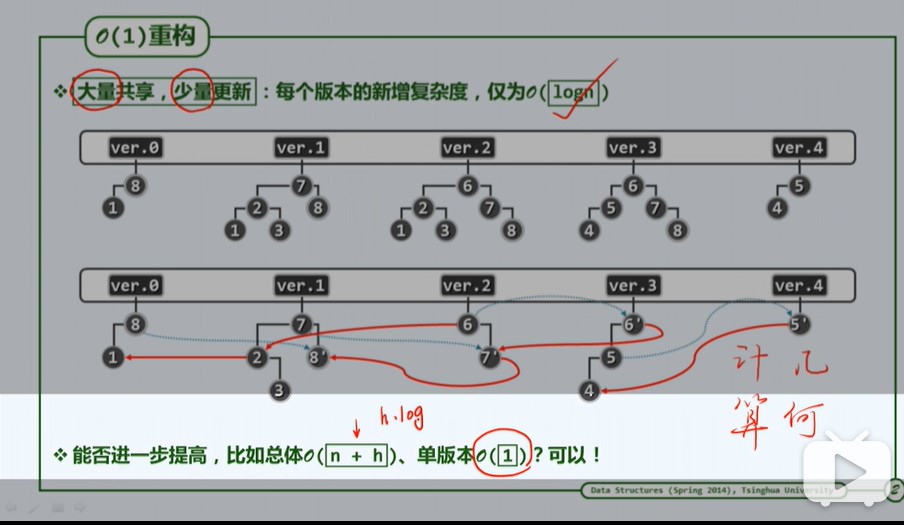 O(1)重构
❖ 大量共享，少量更新：每个版本的新增复杂度，仅为O(logn)
ver.0 ver.1 ver.2 ver.3 ver.4
8 7 6 6 5
1 2 8 2 7 5 7 4
1 3 1 3 8 4 8
ver.0 ver.1 ver.2 ver.3 ver.4
8 7 6 6' 5'
1 2 8' 7' 5
3 4
计几
算何
h·log
❖ 能否进一步提高，比如总体O(n + h)、单版本O(1)？可以！
Data Structures (Spring 2014), Tsinghua University
2